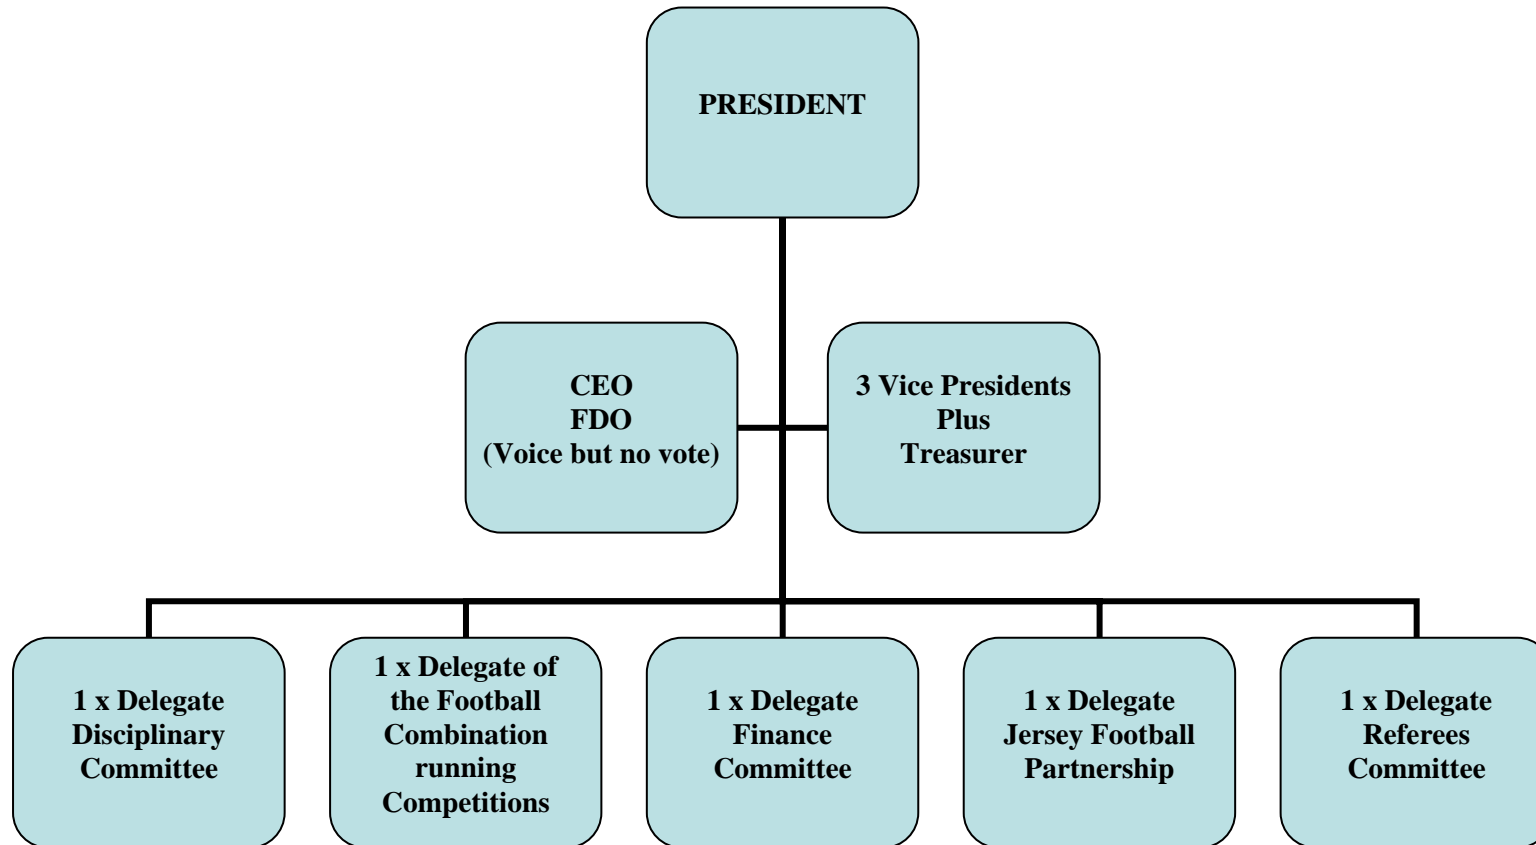 PRESIDENT
CEO
FDO
(Voice but no vote)
3 Vice Presidents
Plus
Treasurer
1 x Delegate
Disciplinary
Committee
1 x Delegate of
the Football
Combination
running
Competitions
1 x Delegate
Finance
Committee
1 x Delegate
Jersey Football
Partnership
1 x Delegate
Referees
Committee